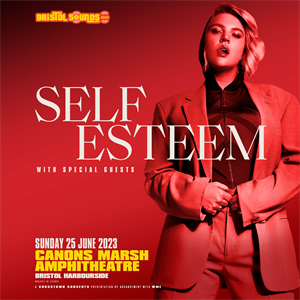 BRISTOL SOUNDS
SELF
ESTEEM
WITH SPECIAL GUESTS
SUNDAY 25 JUNE 2023
CANONS MARSH
AMPHITHEATRE
BRISTOL HARBOURSIDE
A CROSSTOWN CONCERTS PRESENTATION BY ARRANGEMENT WITH WME